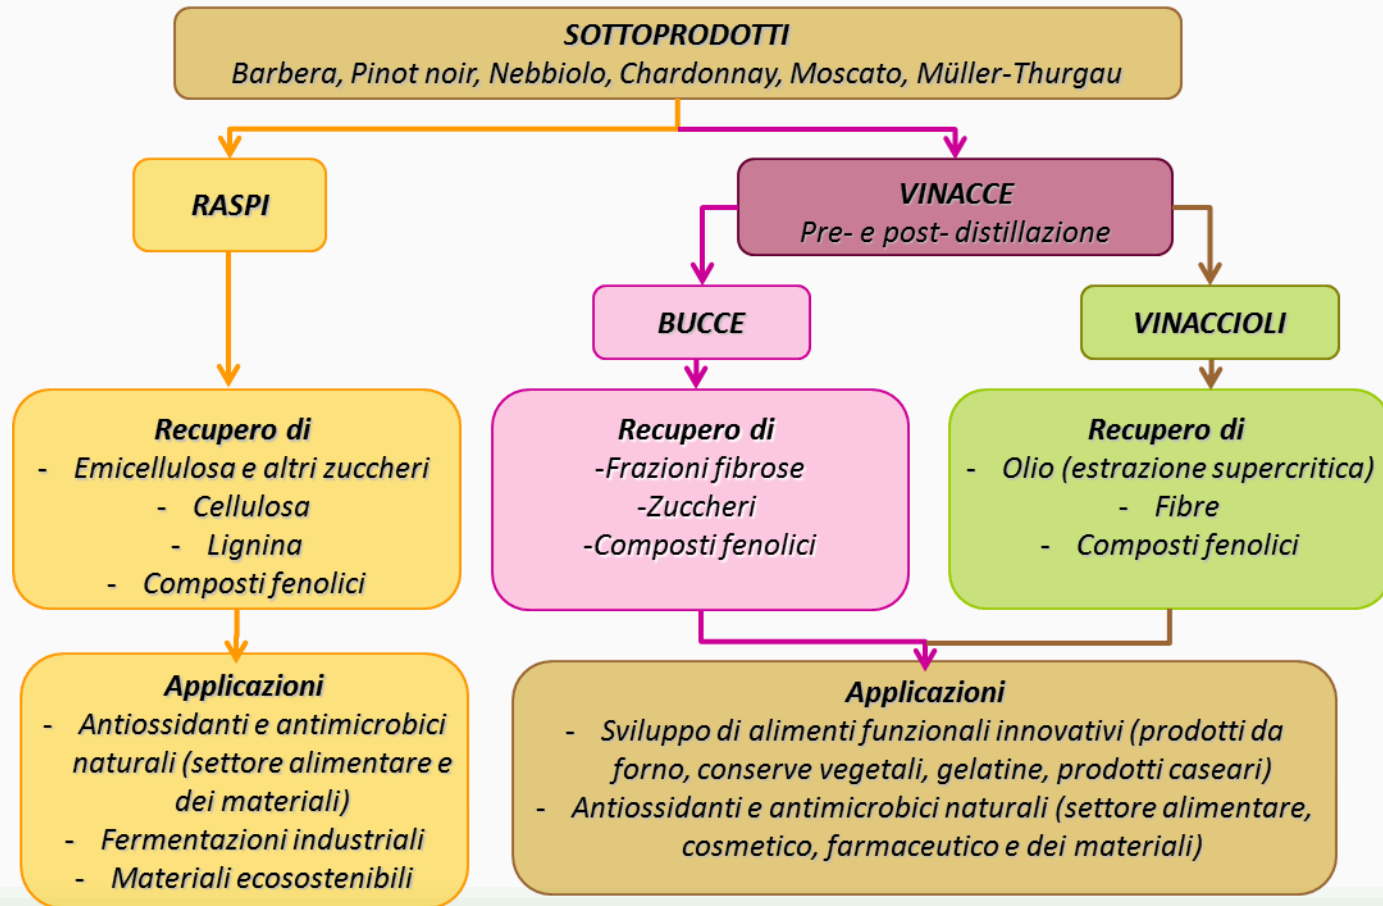 SOTTOPRODOTTI
Barbera, Pinot noir, Nebbiolo, Chardonnay, Moscato, Müller-Thurgau
RASPI
VINACCE
Pre- e post- distillazione
BUCCE
VINACCIOLI
Recupero di
- Emicellulosa e altri zuccheri
- Cellulosa
- Lignina
- Composti fenolici
Recupero di
-Frazioni fibrose
-Zuccheri
-Composti fenolici
Recupero di
- Olio (estrazione supercritica)
- Fibre
- Composti fenolici
Applicazioni
- Antiossidanti e antimicrobici
naturali (settore alimentare e
dei materiali)
- Fermentazioni industriali
- Materiali ecosostenibili
Applicazioni
- Sviluppo di alimenti funzionali innovativi (prodotti da
forno, conserve vegetali, gelatine, prodotti caseari)
- Antiossidanti e antimicrobici naturali (settore alimentare,
cosmetico, farmaceutico e dei materiali)